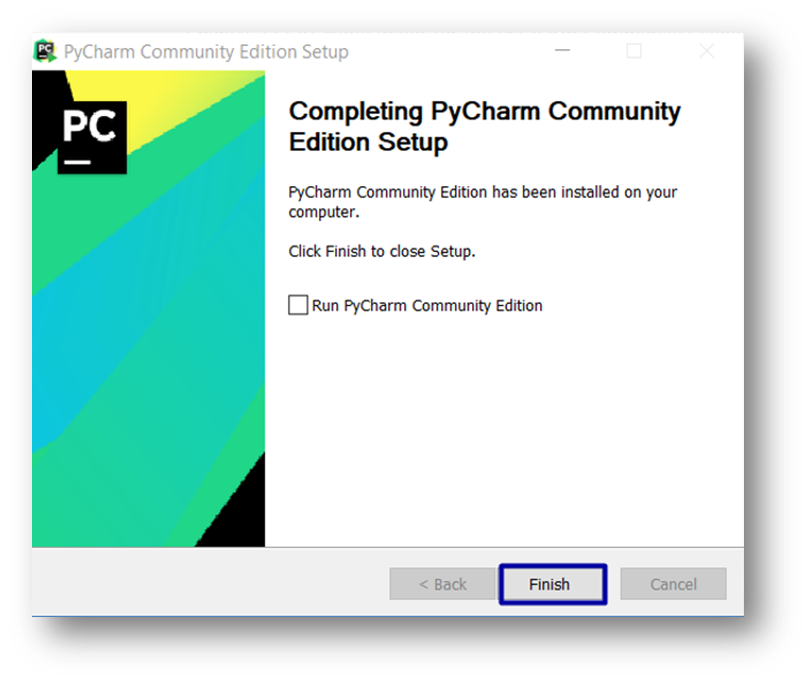 PyCharm Community Edition Setup
PC
Completing PyCharm Community
Edition Setup
PyCharm Community Edition has been installed on your
computer.
Click Finish to close Setup.
Run PyCharm Community Edition
< Back
Finish
Cancel